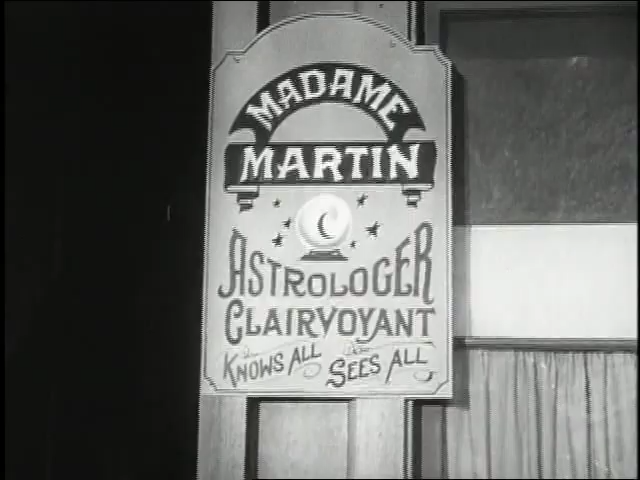 MADAME
MARTIN
ASTROLOGER
CLAIRVOYANT
KNOWS ALL SEES ALL